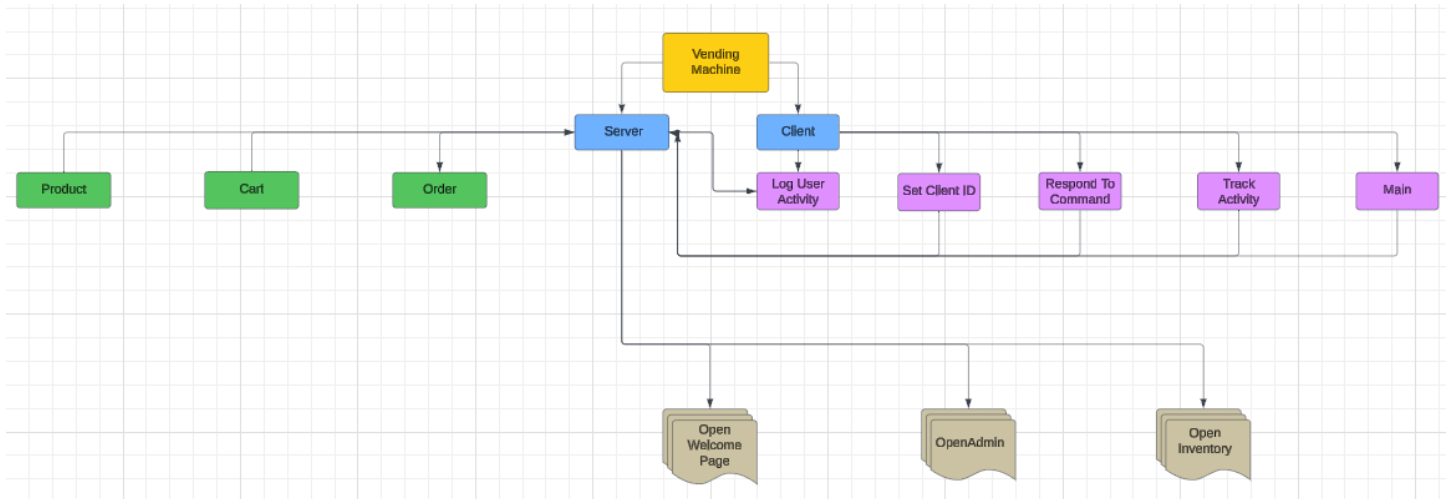 Vending
Machine
Server
Client
Product
Cart
Order
Log User
Activity
Set Client ID
Respond To
Command
Track
Activity
Main
Open
Welcome
Page
OpenAdmin
Open
Inventory